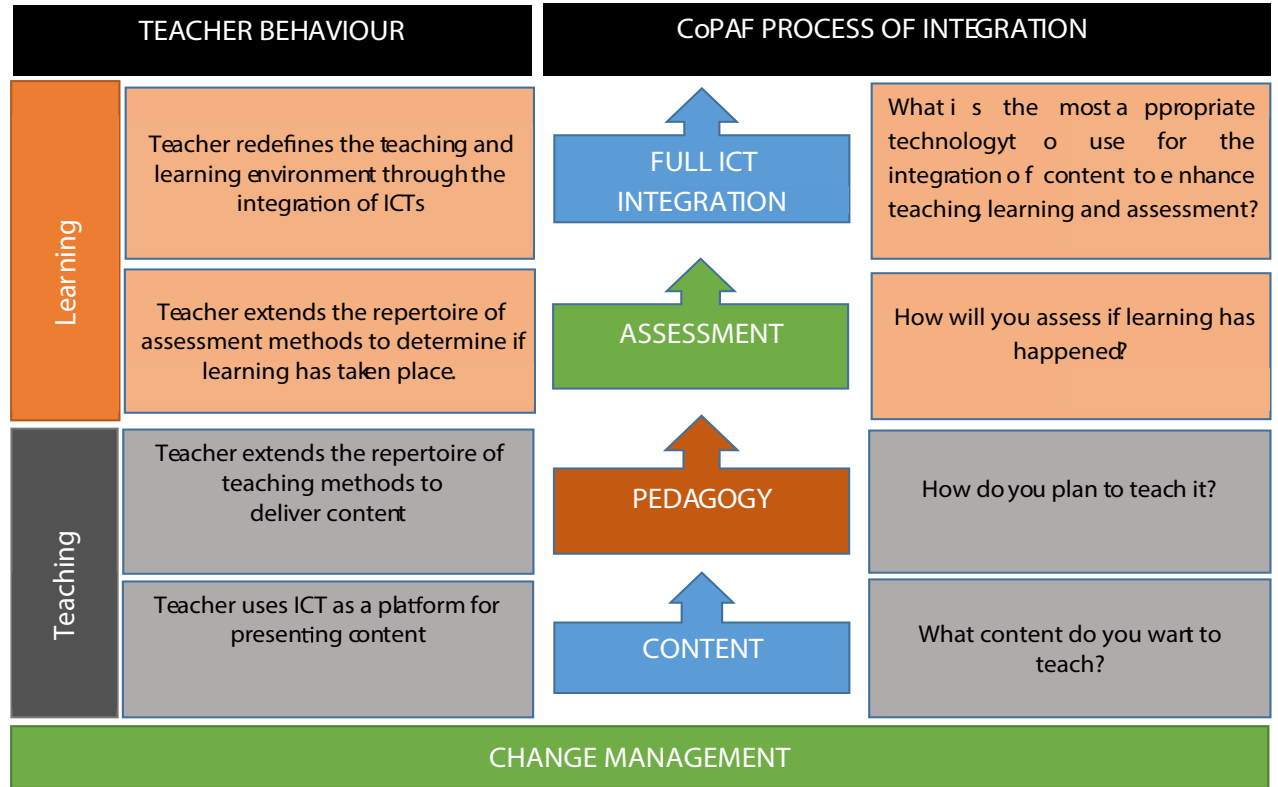 TEACHER BEHAVIOUR
CoPAF PROCESS OF INTEGRATION
Learning
Teacher redefines the teaching and
learning environment through the
integration of ICTs
FULL ICT
INTEGRATION
What i s the most a ppropriate
technologyt o use for the
integration o f content to e nhance
teaching, learning and assessment?
Teacher extends the repertoire of
assessment methods to determine if
learning has taken place.
ASSESSMENT
How will you assess if learning has
happened?
Teaching
Teacher extends the repertoire of
teaching methods to
deliver content
PEDAGOGY
How do you plan to teach it?
Teacher uses ICT as a platform for
presenting content
CONTENT
What content do you want to
teach?
CHANGE MANAGEMENT